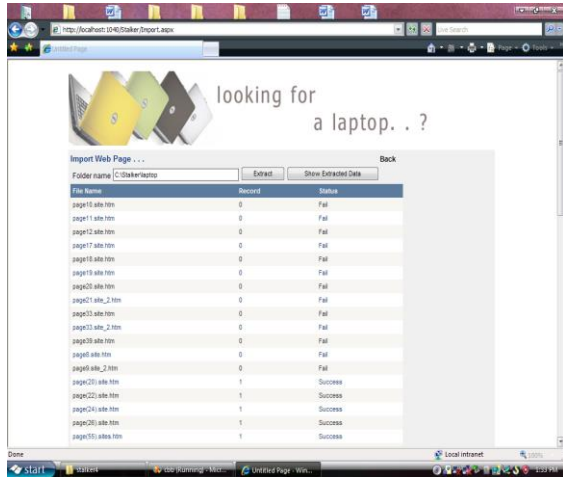 http://localhost:1040/Stalker/Import.aspx
Live Search
Untitled Page
Page
Tools
looking for
a laptop. . ?
Import Web Page . . .
Back
Folder name C:\Stalker\laptop Extract Show Extracted Data
File Name Record Status
page10.site.htm 0 Fail
page11.site.htm 0 Fail
page12.site.htm 0 Fail
page17.site.htm 0 Fail
page18.site.htm 0 Fail
page19.site.htm 0 Fail
page20.site.htm 0 Fail
page21.site_2.htm 0 Fail
page33.site.htm 0 Fail
page33.site_2.htm 0 Fail
page39.site.htm 0 Fail
page8.site.htm 0 Fail
page9.site_2.htm 0 Fail
page(20).site.htm 1 Success
page(22).site.htm 1 Success
page(24).site.htm 1 Success
page(26).site.htm 1 Success
page(55).sites.htm 1 Success
Done
Local intranet
100%
start
Untitled Page - Win...
1:33 PM